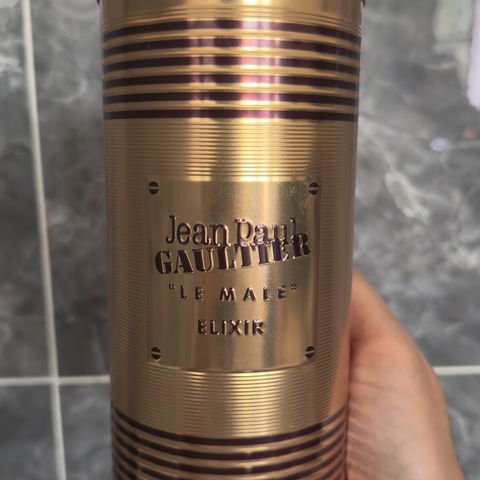 Jean Paul
GAULTIER
"LE MALE"
ELIXIR